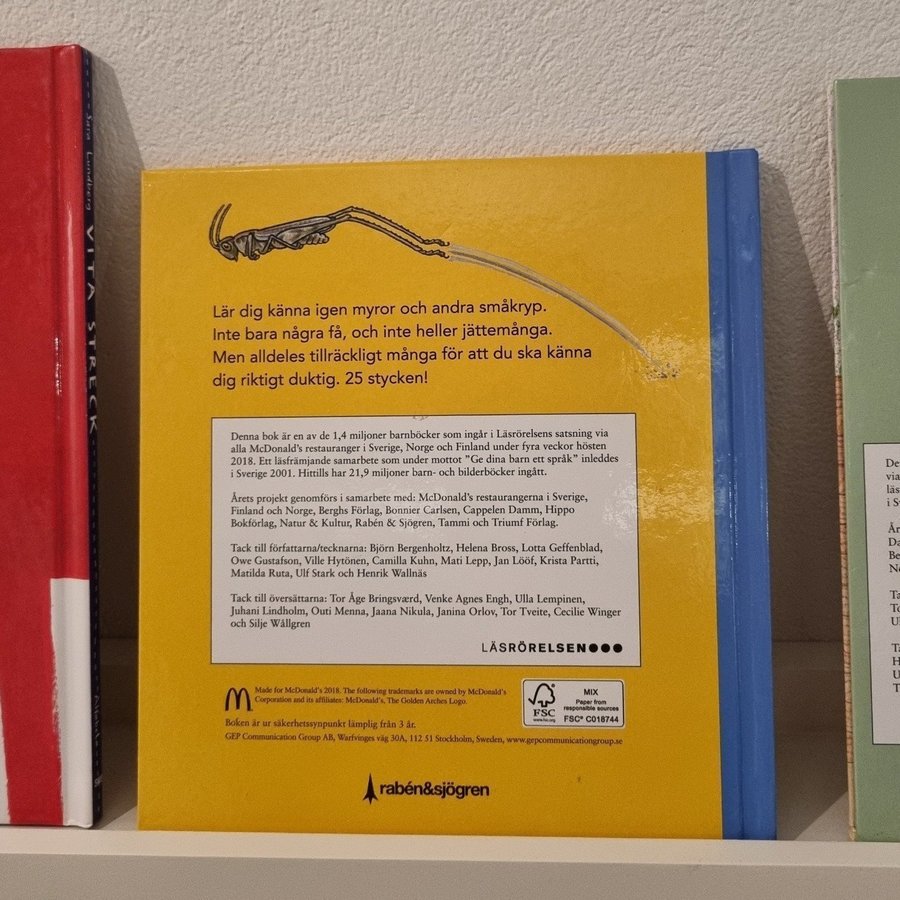 Sara Lundberg VITA STRECK
Lär dig känna igen myror och andra småkryp.
Inte bara några få, och inte heller jättemånga.
Men alldeles tillräckligt många för att du ska känna
dig riktigt duktig. 25 stycken!
Denna bok är en av de 1,4 miljoner barnböcker som ingår i Läsrörelsens satsning via
alla McDonald's restauranger i Sverige, Norge och Finland under fyra veckor hösten
2018. Ett läsfrämjande samarbete som under mottot "Ge dina barn ett språk" inleddes
i Sverige 2001. Hittills har 21,9 miljoner barn- och bilderböcker ingått.
Årets projekt genomförs i samarbete med: McDonald's restaurangerna i Sverige,
Finland och Norge, Berghs Förlag, Bonnier Carlsen, Cappelen Damm, Hippo
Bokförlag, Natur & Kultur, Rabén & Sjögren, Tammi och Triumf Förlag.
Tack till författarna/tecknarna: Björn Bergenholtz, Helena Bross, Lotta Geffenblad,
Owe Gustafson, Ville Hytönen, Camilla Kuhn, Mati Lepp, Jan Lööf, Krista Partti,
Matilda Ruta, Ulf Stark och Henrik Wallnäs
Tack till översättarna: Tor Åge Bringsværd, Venke Agnes Engh, Ulla Lempinen,
Juhani Lindholm, Outi Menna, Jaana Nikula, Janina Orlov, Tor Tveite, Cecilie Winger
och Silje Wållgren
LÄSRÖRELSEN
Made for McDonald's 2018. The following trademarks are owned by McDonald's
Corporation and its affiliates: McDonald's, The Golden Arches Logo.
Boken är ur säkerhetssynpunkt lämplig från 3 år.
GEP Communication Group AB, Warfvinges väg 30A, 112 51 Stockholm, Sweden, www.gepcommunicationgroup.se
FSC
www.fsc.org
MIX
Paper from
responsible sources
FSC® C018744
rabén&sjögren